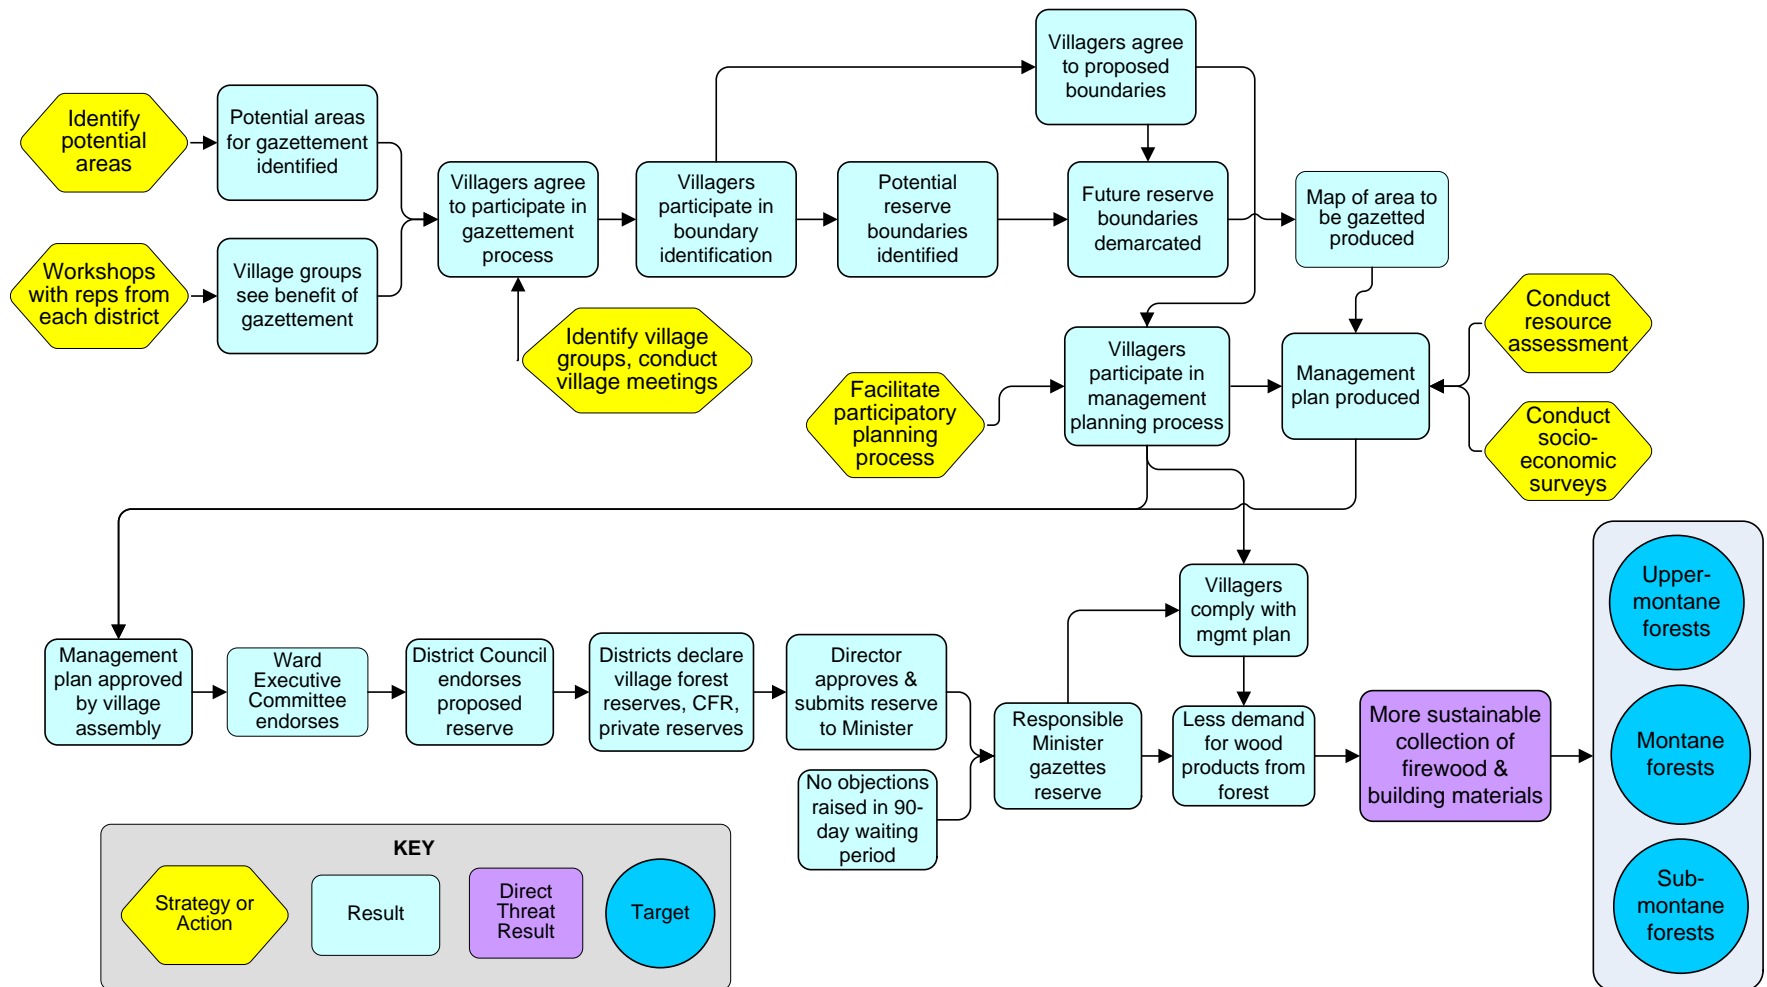 Identify
potential
areas
Potential areas
for gazettement
identified
Workshops
with reps from
each district
Village groups
see benefit of
gazettement
Villagers agree
to participate in
gazettement
process
Identify village
groups, conduct
village meetings
Villagers
participate in
boundary
identification
Potential
reserve
boundaries
identified
Villagers agree
to proposed
boundaries
Future reserve
boundaries
demarcated
Map of area to
be gazetted
produced
Facilitate
participatory
planning
process
Villagers
participate in
management
planning process
Management
plan produced
Conduct
resource
assessment
Conduct
socio-
economic
surveys
Management
plan approved
by village
assembly
Ward
Executive
Committee
endorses
District Council
endorses
proposed
reserve
Districts declare
village forest
reserves, CFR,
private reserves
Director
approves &
submits reserve
to Minister
No objections
raised in 90-
day waiting
period
Responsible
Minister
gazettes
reserve
Villagers
comply with
mgmt plan
Less demand
for wood
products from
forest
More sustainable
collection of
firewood &
building materials
Upper-
montane
forests
Montane
forests
Sub-
montane
forests
KEY
Strategy or
Action
Result
Direct
Threat
Result
Target